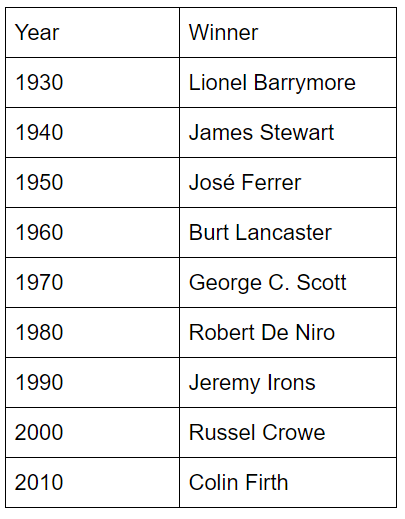 Year Winner
1930 Lionel Barrymore
1940 James Stewart
1950 José Ferrer
1960 Burt Lancaster
1970 George C. Scott
1980 Robert De Niro
1990 Jeremy Irons
2000 Russel Crowe
2010 Colin Firth